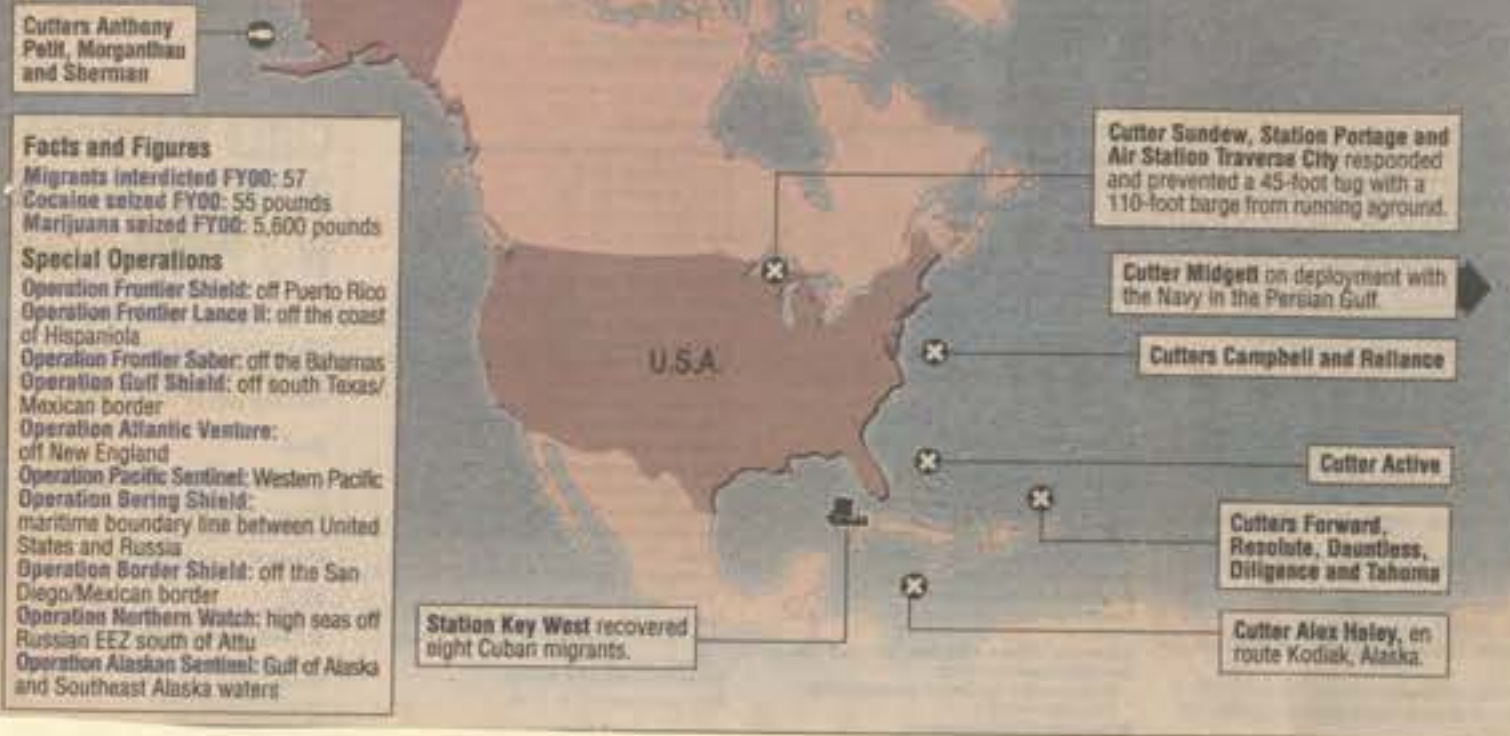 Cutters Anthony
Petit, Morganthau
and Sherman
Facts and Figures
Migrants interdicted FY00: 57
Cocaine seized FY00: 55 pounds
Marijuana seized FY00: 5,600 pounds
Special Operations
Operation Frontier Shield: off Puerto Rico
Operation Frontier Lance II: off the coast
of Hispaniola
Operation Frontier Saber: off the Bahamas
Operation Gulf Shield: off south Texas/
Mexican border
Operation Atlantic Venture:
off New England
Operation Pacific Sentinel: Western Pacific
Operation Bering Shield:
maritime boundary line between United
States and Russia
Operation Border Shield: off the San
Diego/Mexican border
Operation Northern Watch: high seas off
Russian EEZ south of Attu
Operation Alaskan Sentinel: Gulf of Alaska
and Southeast Alaska waters
U.S.A.
Station Key West recovered
eight Cuban migrants.
Cutter Sundew, Station Portage and
Air Station Traverse City responded
and prevented a 45-foot tug with a
110-foot barge from running aground.
Cutter Midgett on deployment with
the Navy in the Persian Gulf.
Cutters Campbell and Reliance
Cutter Active
Cutters Forward,
Resolute, Dauntless,
Diligence and Tahoma
Cutter Alex Haley, en
route Kodiak, Alaska.